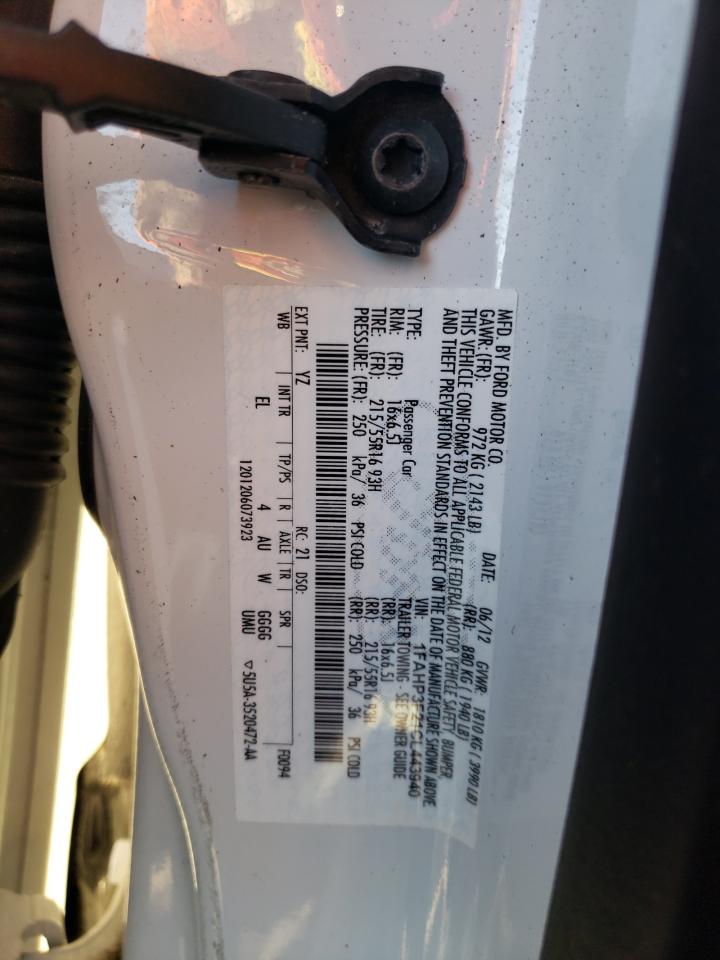 MFD. BY FORD MOTOR CO. DATE: 06/12 GVWR: 1810 KG ( 3990 LB)
GAWR: (FR): 972 KG ( 2143 LB) (RR): 880 KG ( 1940 LB)
THIS VEHICLE CONFORMS TO ALL APPLICABLE FEDERAL MOTOR VEHICLE SAFETY, BUMPER,
AND THEFT PREVENTION STANDARDS IN EFFECT ON THE DATE OF MANUFACTURE SHOWN ABOVE.
VIN: 1FAHP3F21CL443940
TYPE: Passenger Car TRAILER TOWING - SEE OWNER GUIDE
RIM: (FR): 16x6.5J (RR): 16x6.5J
TIRE: (FR): 215/55R16 93H (RR): 215/55R16 93H
PRESSURE: (FR): 250 kPa/ 36 PSI COLD (RR): 250 kPa/ 36 PSI COLD
EXT PNT: YZ RC: 21 DSO: F0094
WB INT TR TP/PS R AXLE TR SPR
EL 4 AU W GGGG
1201206073923 UMU ▽5U5A-3520472-AA